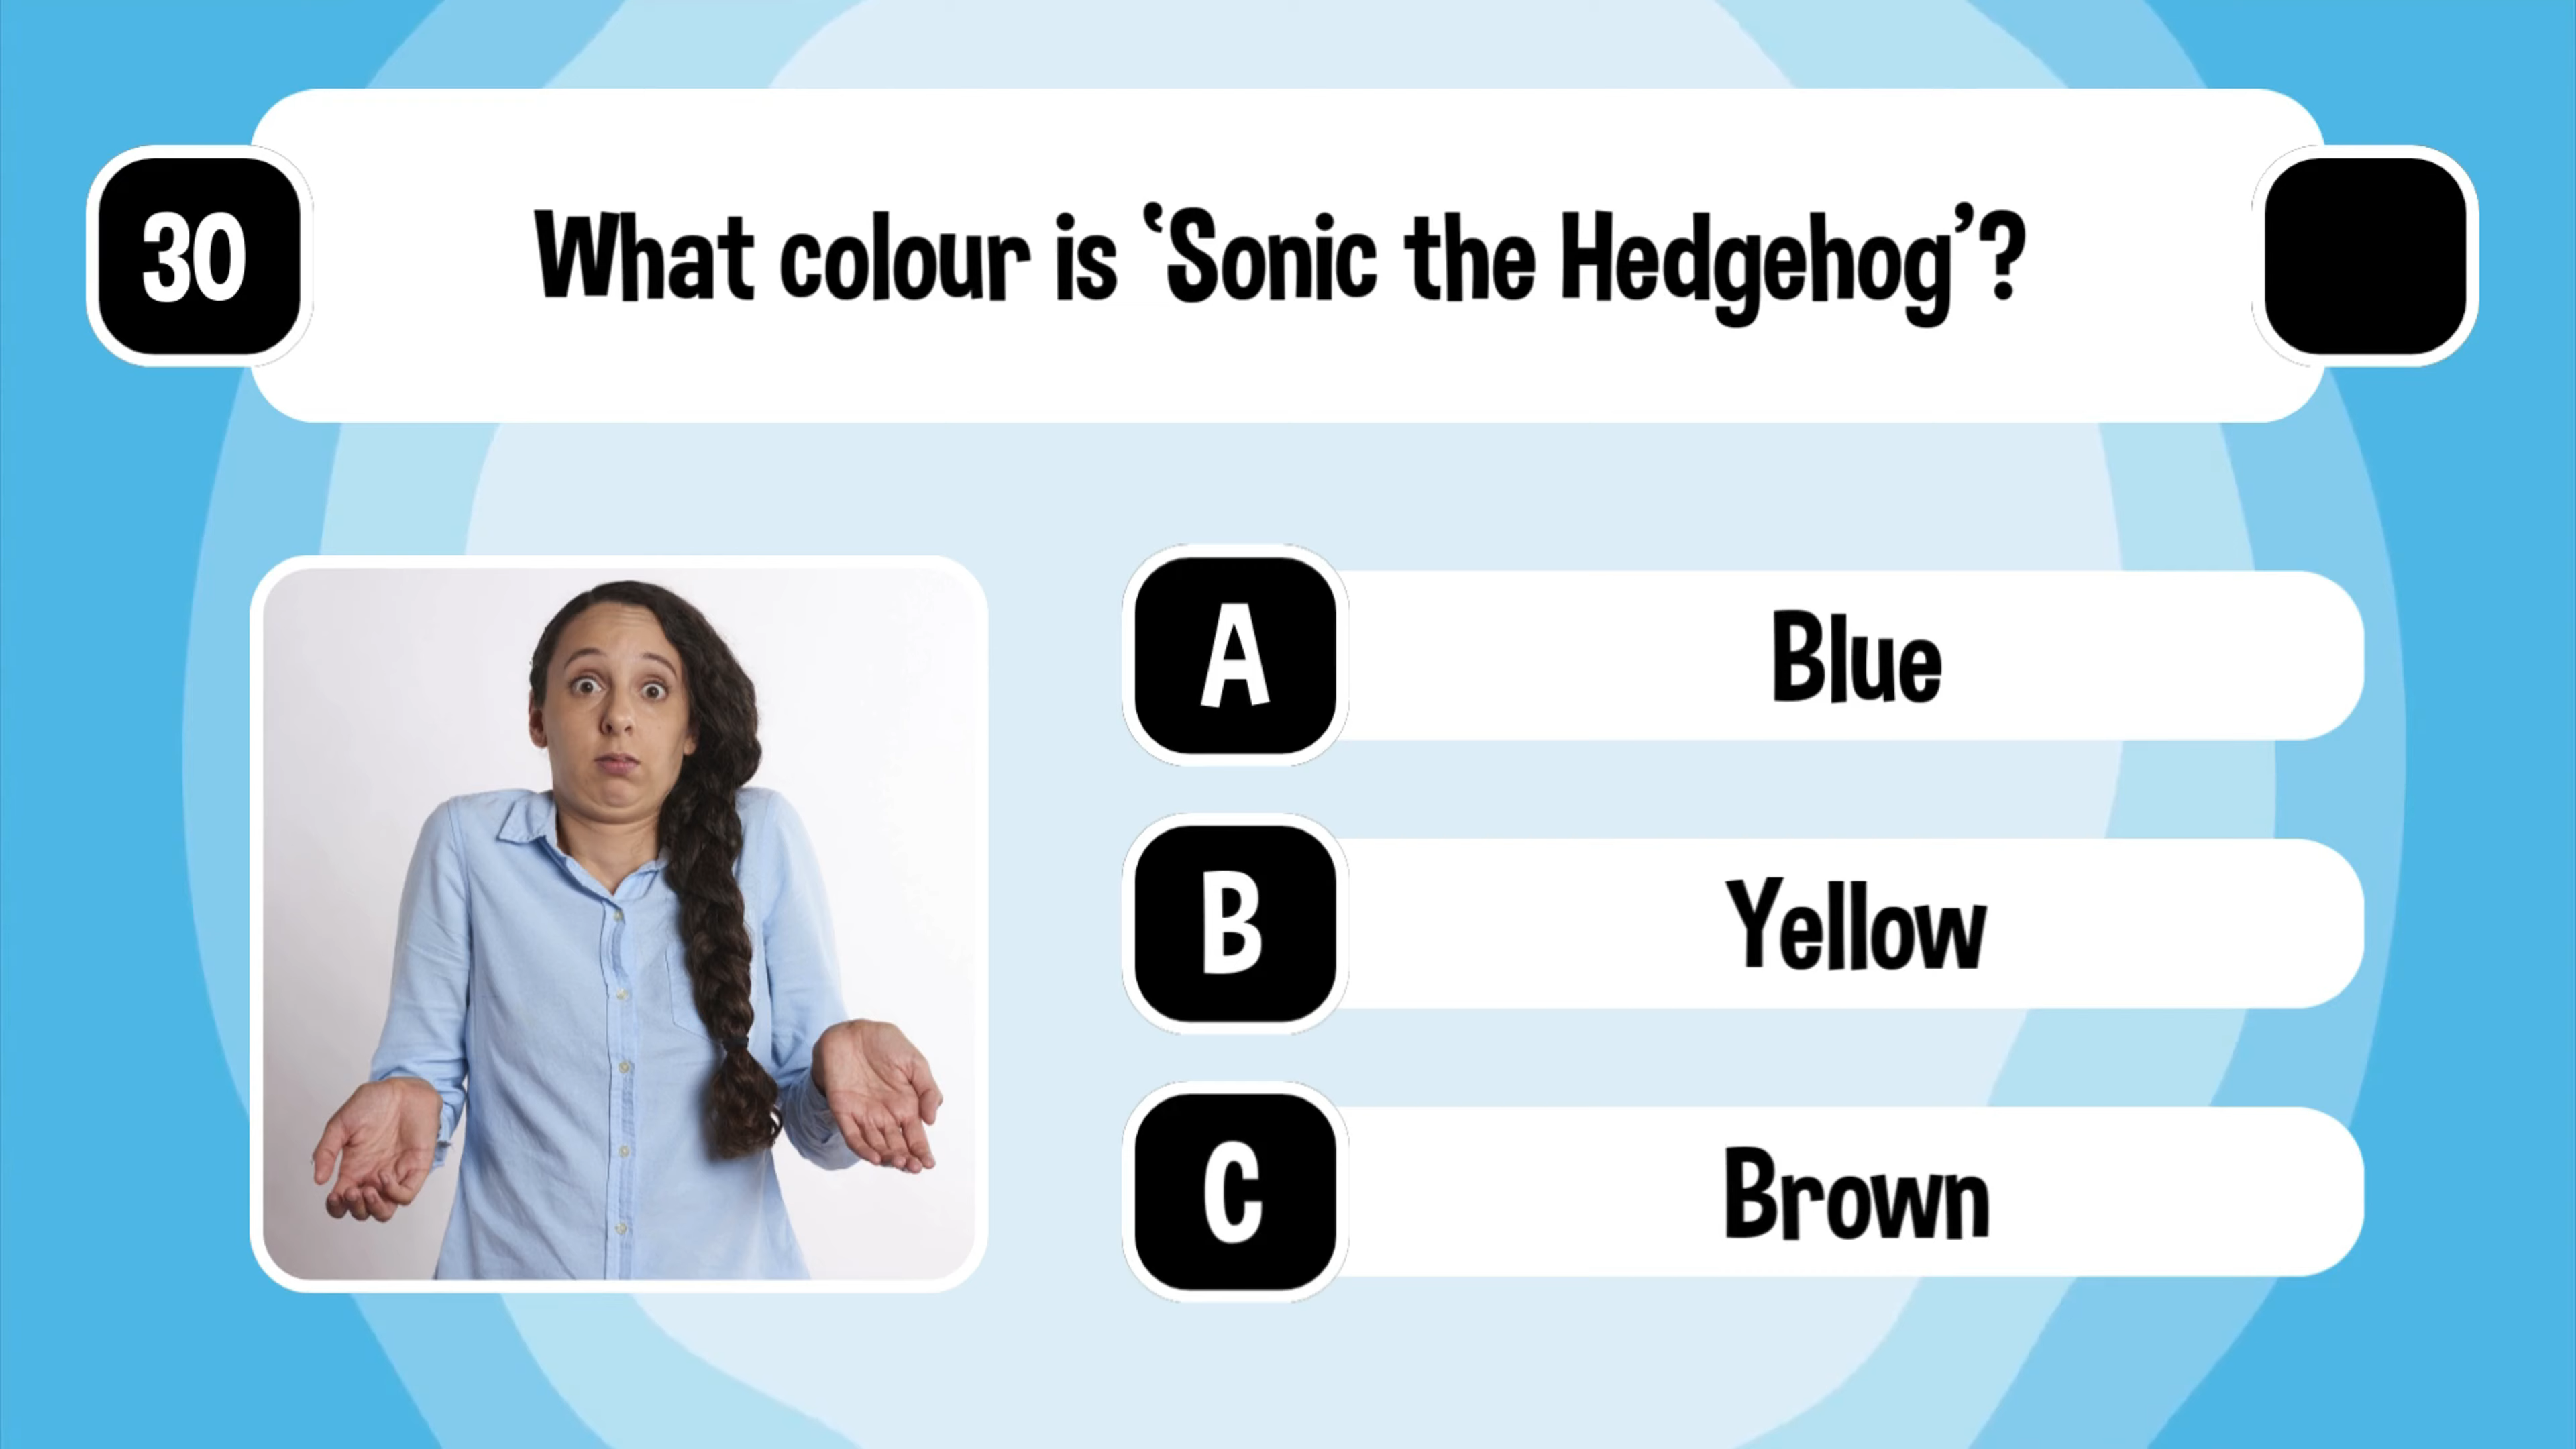 30
What colour is ‘Sonic the Hedgehog’?
A
Blue
B
Yellow
C
Brown